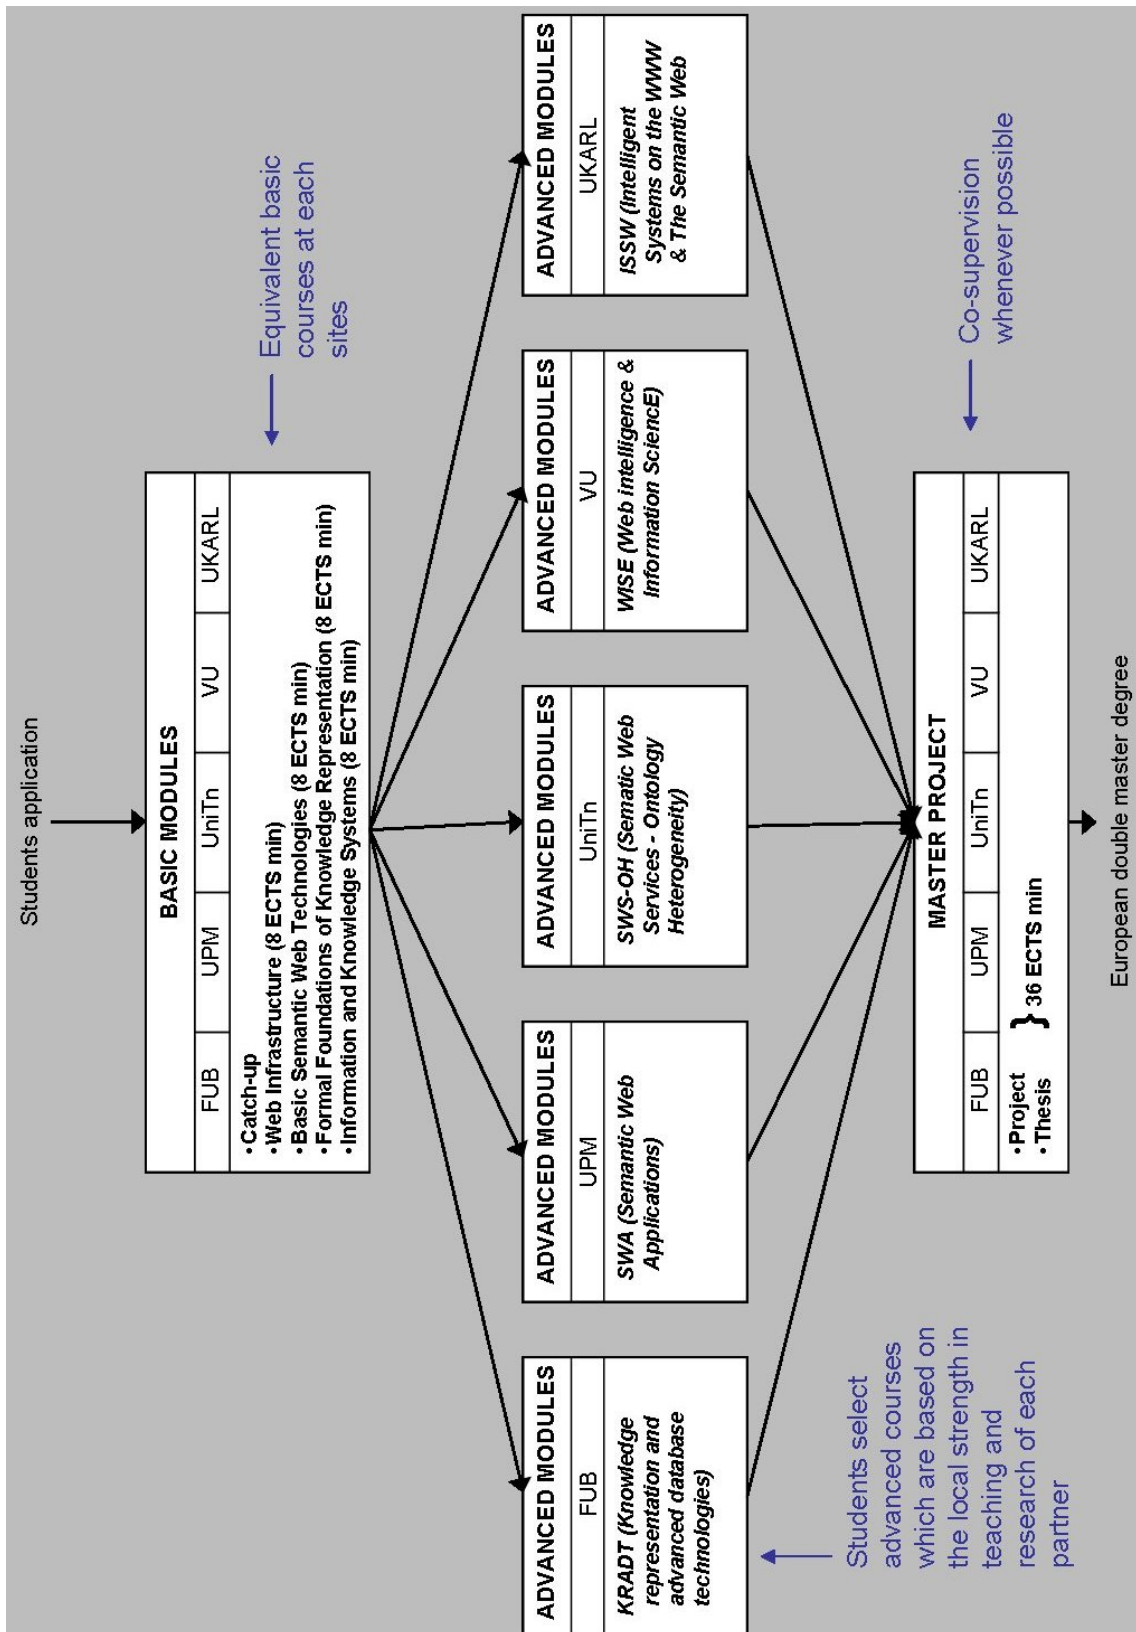 Students application
BASIC MODULES
FUB
UPM
UniTn
VU
UKARL
•Catch-up
•Web Infrastructure (8 ECTS min)
•Basic Semantic Web Technologies (8 ECTS min)
•Formal Foundations of Knowledge Representation (8 ECTS min)
•Information and Knowledge Systems (8 ECTS min)
Equivalent basic
courses at each
sites
ADVANCED MODULES
FUB
KRADT (Knowledge
representation and
advanced database
technologies)
ADVANCED MODULES
UPM
SWA (Semantic Web
Applications)
ADVANCED MODULES
UniTn
SWS-OH (Sematic Web
Services - Ontology
Heterogeneity)
ADVANCED MODULES
VU
WISE (Web intelligence &
Information SciencE)
ADVANCED MODULES
UKARL
ISSW (Intelligent
Systems on the WWW
& The Semantic Web
Students select
advanced courses
which are based on
the local strength in
teaching and
research of each
partner
MASTER PROJECT
FUB
UPM
UniTn
VU
UKARL
•Project
•Thesis
} 36 ECTS min
Co-supervision
whenever possible
European double master degree